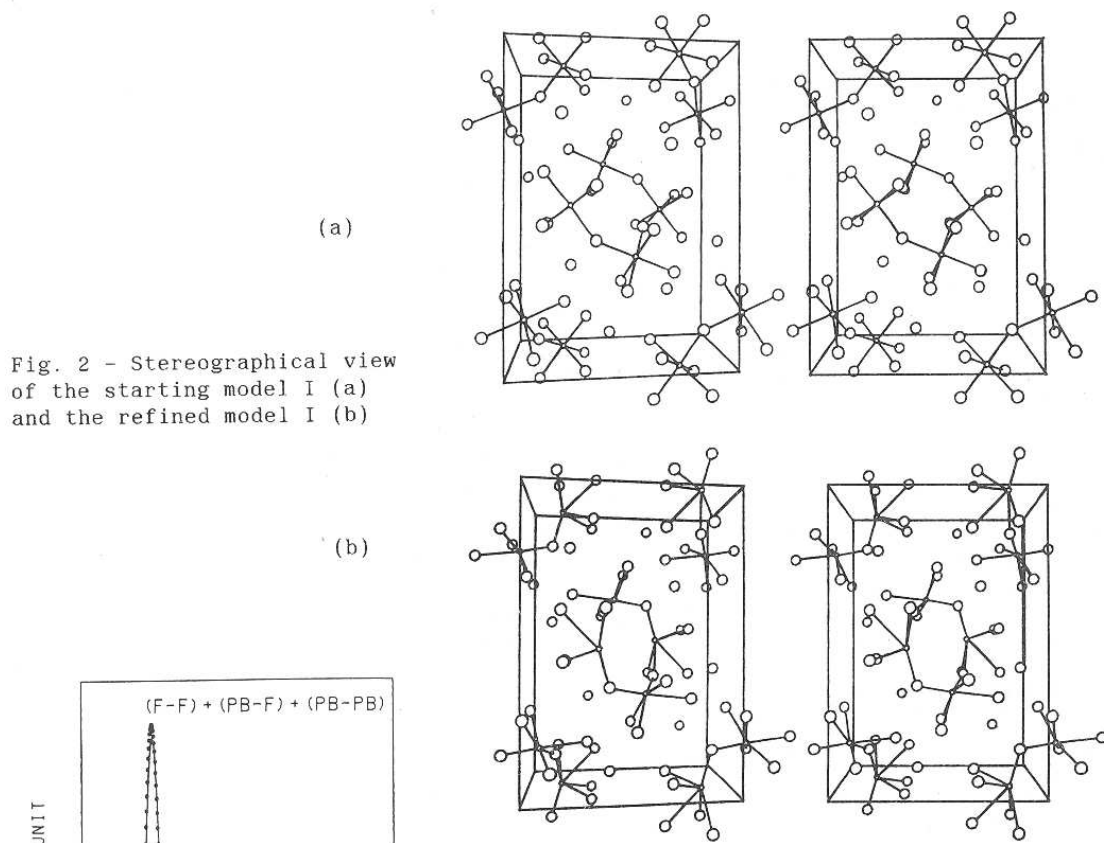 (a)
Fig. 2 - Stereographical view
of the starting model I (a)
and the refined model I (b)
(b)
(F-F) + (PB-F) + (PB-PB)
UNIT